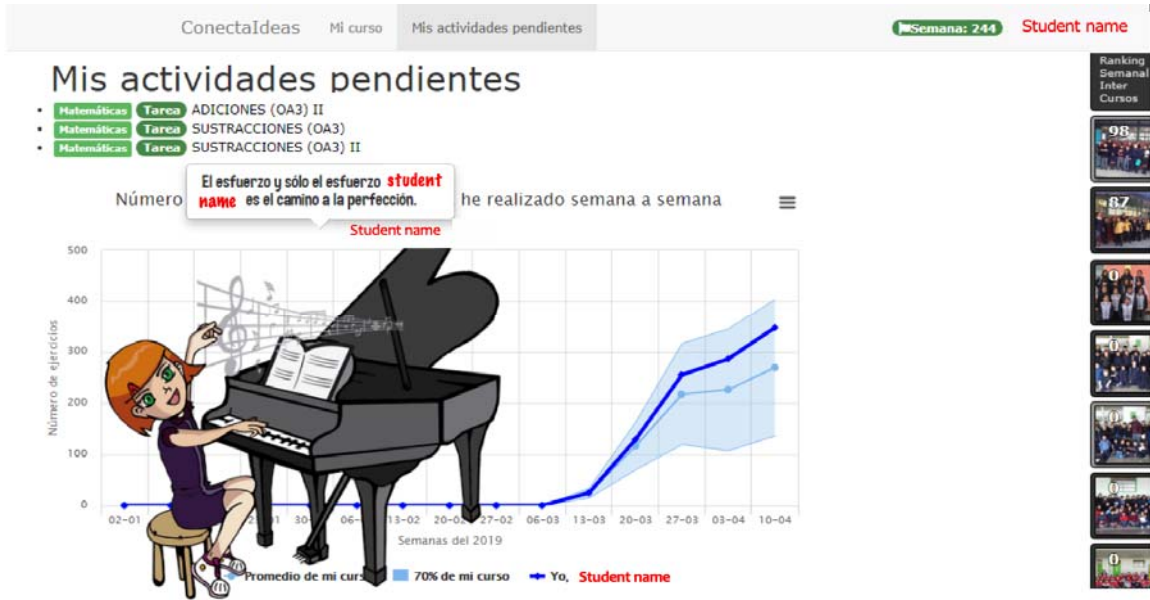 ConectaIdeas Mi curso Mis actividades pendientes Semana: 244 Student name
Mis actividades pendientes
Matemáticas Tarea ADICIONES (OA3) II
Matemáticas Tarea SUSTRACCIONES (OA3)
Matemáticas Tarea SUSTRACCIONES (OA3) II
El esfuerzo y sólo el esfuerzo student
name es el camino a la perfección.
Número he realizado semana a semana
Student name
500
400
300
200
100
0
Número de ejercicios
02-01 30 06- 13-02 20-02 27-02 06-03 13-03 20-03 27-03 03-04 10-04
Semanas del 2019
Promedio de mi curs 70% de mi curso Yo, Student name
Ranking
Semanal
Inter
Cursos
98
87
0
0
0
0
0